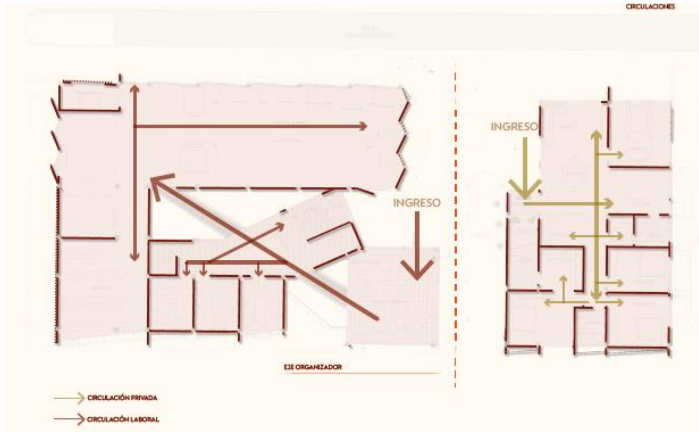 CIRCULACIONES
INGRESO
INGRESO
EJE ORGANIZADOR
CIRCULACIÓN PRIVADA
CIRCULACIÓN LABORAL